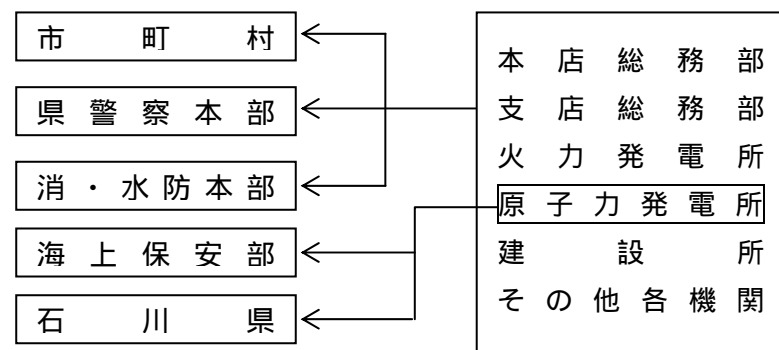 市町村
県警察本部
消・水防本部
海上保安部
石川県
本店総務部
支店総務部
火力発電所
原子力発電所
建設所
その他各機関